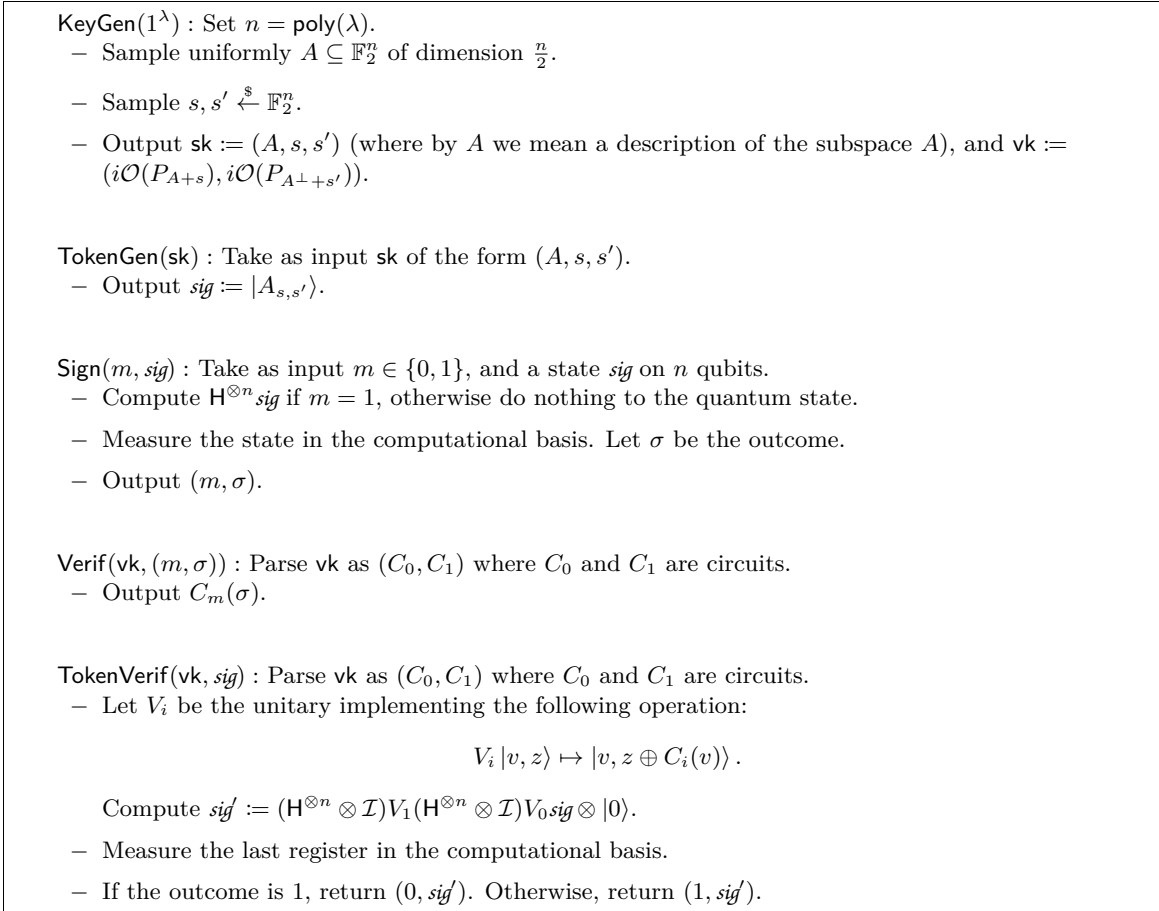 KeyGen(1^λ) : Set n = poly(λ).
– Sample uniformly A ⊆ 𝔽₂ⁿ of dimension n/2.
– Sample s, s′ ←$ 𝔽₂ⁿ.
– Output sk := (A, s, s′) (where by A we mean a description of the subspace A), and vk :=
(i𝒪(P_{A+s}), i𝒪(P_{A^⊥+s′})).
TokenGen(sk) : Take as input sk of the form (A, s, s′).
– Output sig := |A_{s,s′}⟩.
Sign(m, sig) : Take as input m ∈ {0, 1}, and a state sig on n qubits.
– Compute H^{⊗n}sig if m = 1, otherwise do nothing to the quantum state.
– Measure the state in the computational basis. Let σ be the outcome.
– Output (m, σ).
Verif(vk, (m, σ)) : Parse vk as (C₀, C₁) where C₀ and C₁ are circuits.
– Output C_m(σ).
TokenVerif(vk, sig) : Parse vk as (C₀, C₁) where C₀ and C₁ are circuits.
– Let V_i be the unitary implementing the following operation:
V_i |v, z⟩ ↦ |v, z ⊕ C_i(v)⟩ .
Compute sig′ := (H^{⊗n} ⊗ ℐ)V₁(H^{⊗n} ⊗ ℐ)V₀sig ⊗ |0⟩.
– Measure the last register in the computational basis.
– If the outcome is 1, return (0, sig′). Otherwise, return (1, sig′).